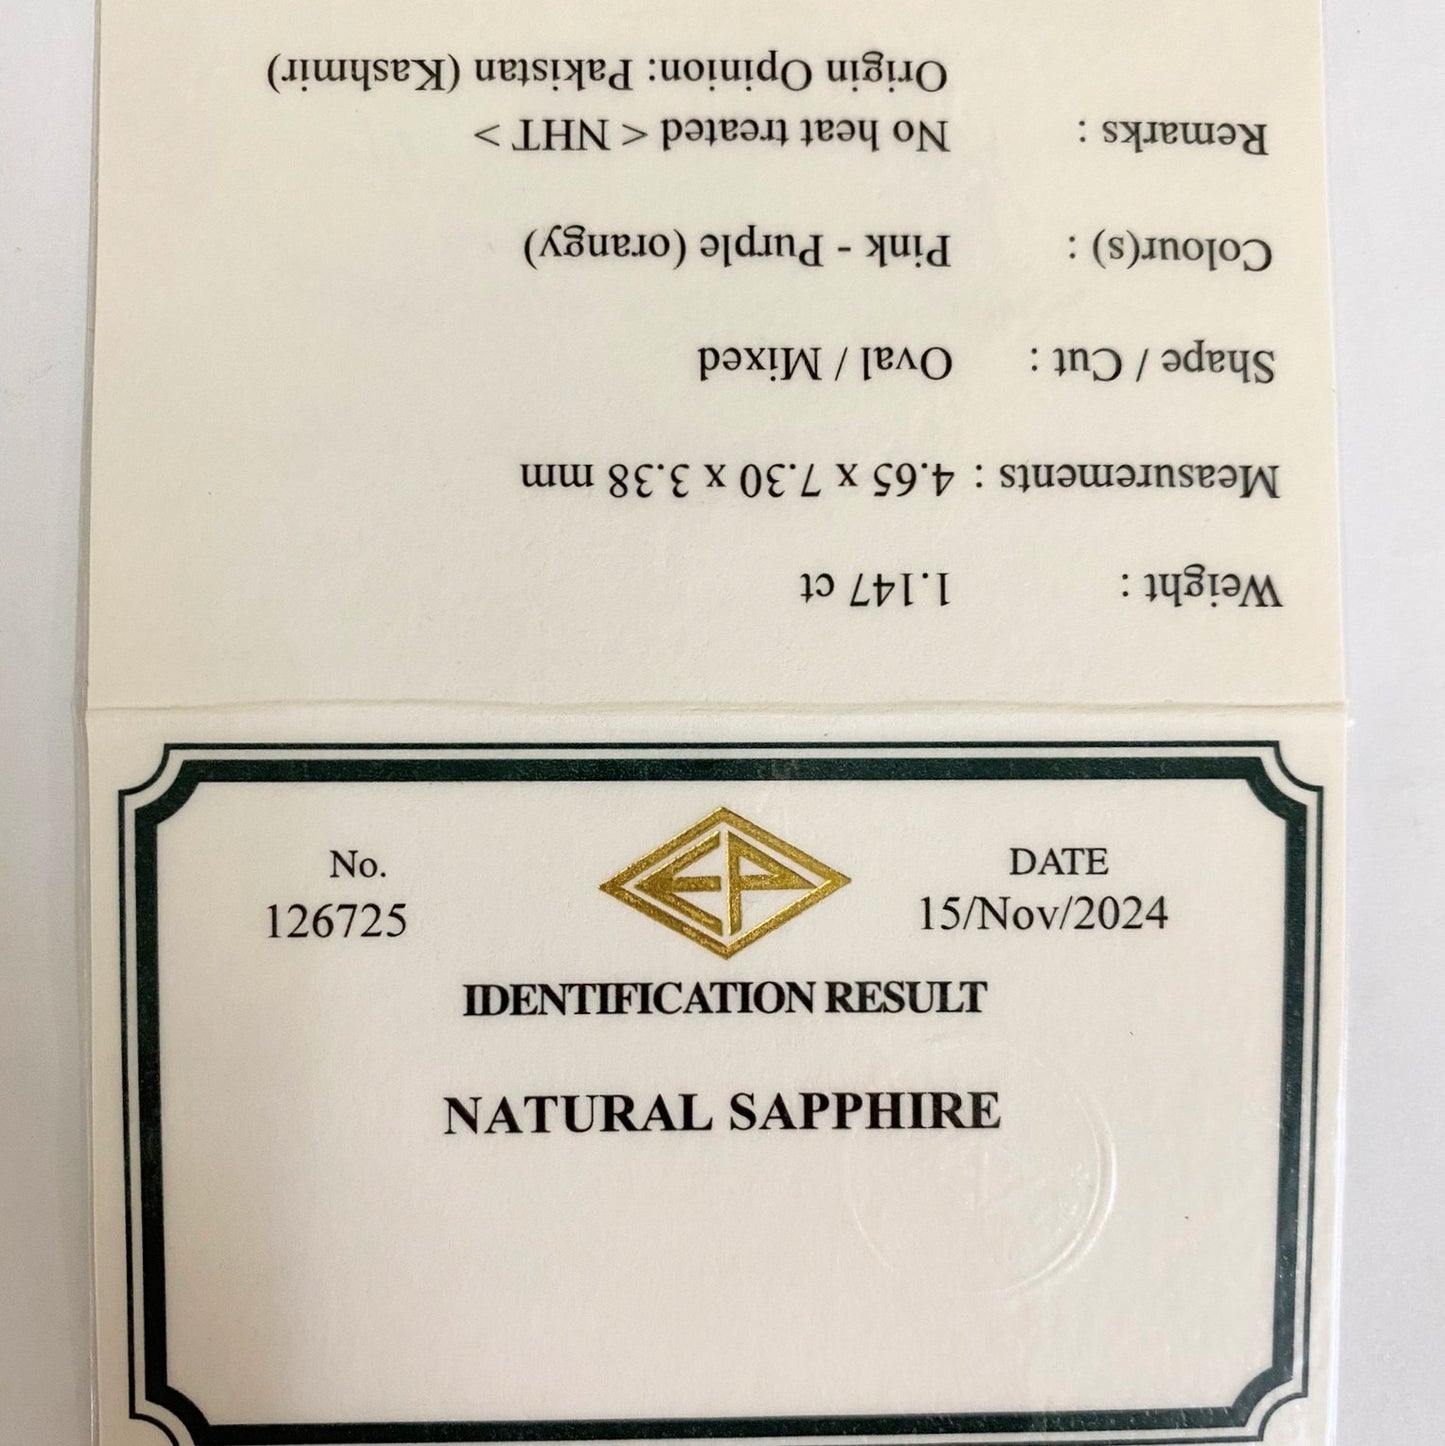 No.
126725
EP
DATE
15/Nov/2024
IDENTIFICATION RESULT
NATURAL SAPPHIRE
Weight : 1.147 ct
Measurements : 4.65 x 7.30 x 3.38 mm
Shape / Cut : Oval / Mixed
Colour(s) : Pink - Purple (orangy)
Remarks : No heat treated < NHT >
Origin Opinion: Pakistan (Kashmir)